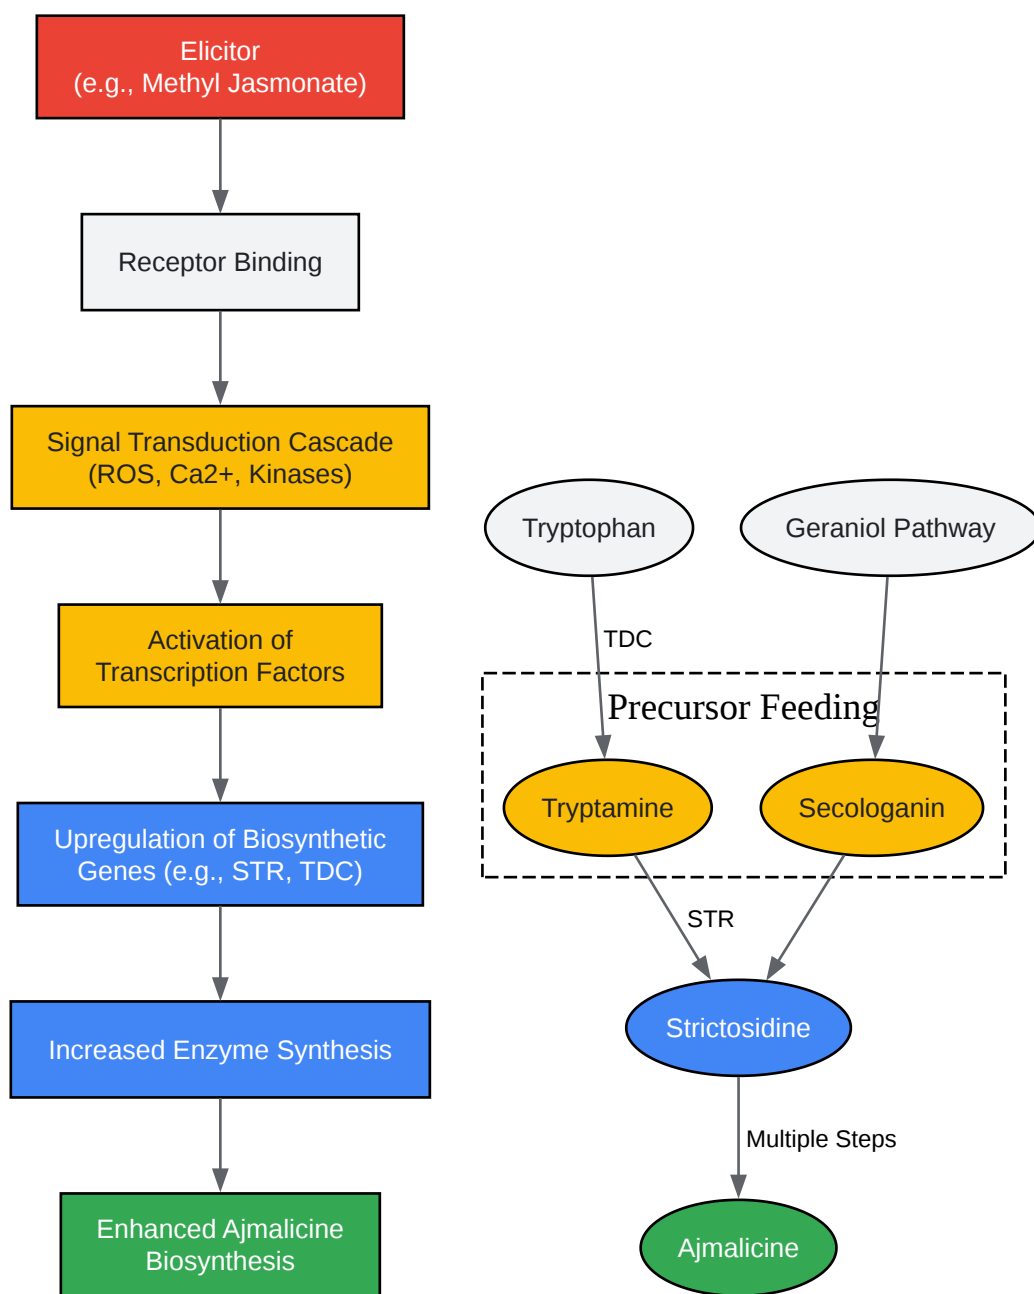 Elicitor
(e.g., Methyl Jasmonate)
Receptor Binding
Signal Transduction Cascade
(ROS, Ca2+, Kinases)
Activation of
Transcription Factors
Upregulation of Biosynthetic
Genes (e.g., STR, TDC)
Increased Enzyme Synthesis
Enhanced Ajmalicine
Biosynthesis
Tryptophan
Geraniol Pathway
TDC
Precursor Feeding
Tryptamine
Secologanin
STR
Strictosidine
Multiple Steps
Ajmalicine